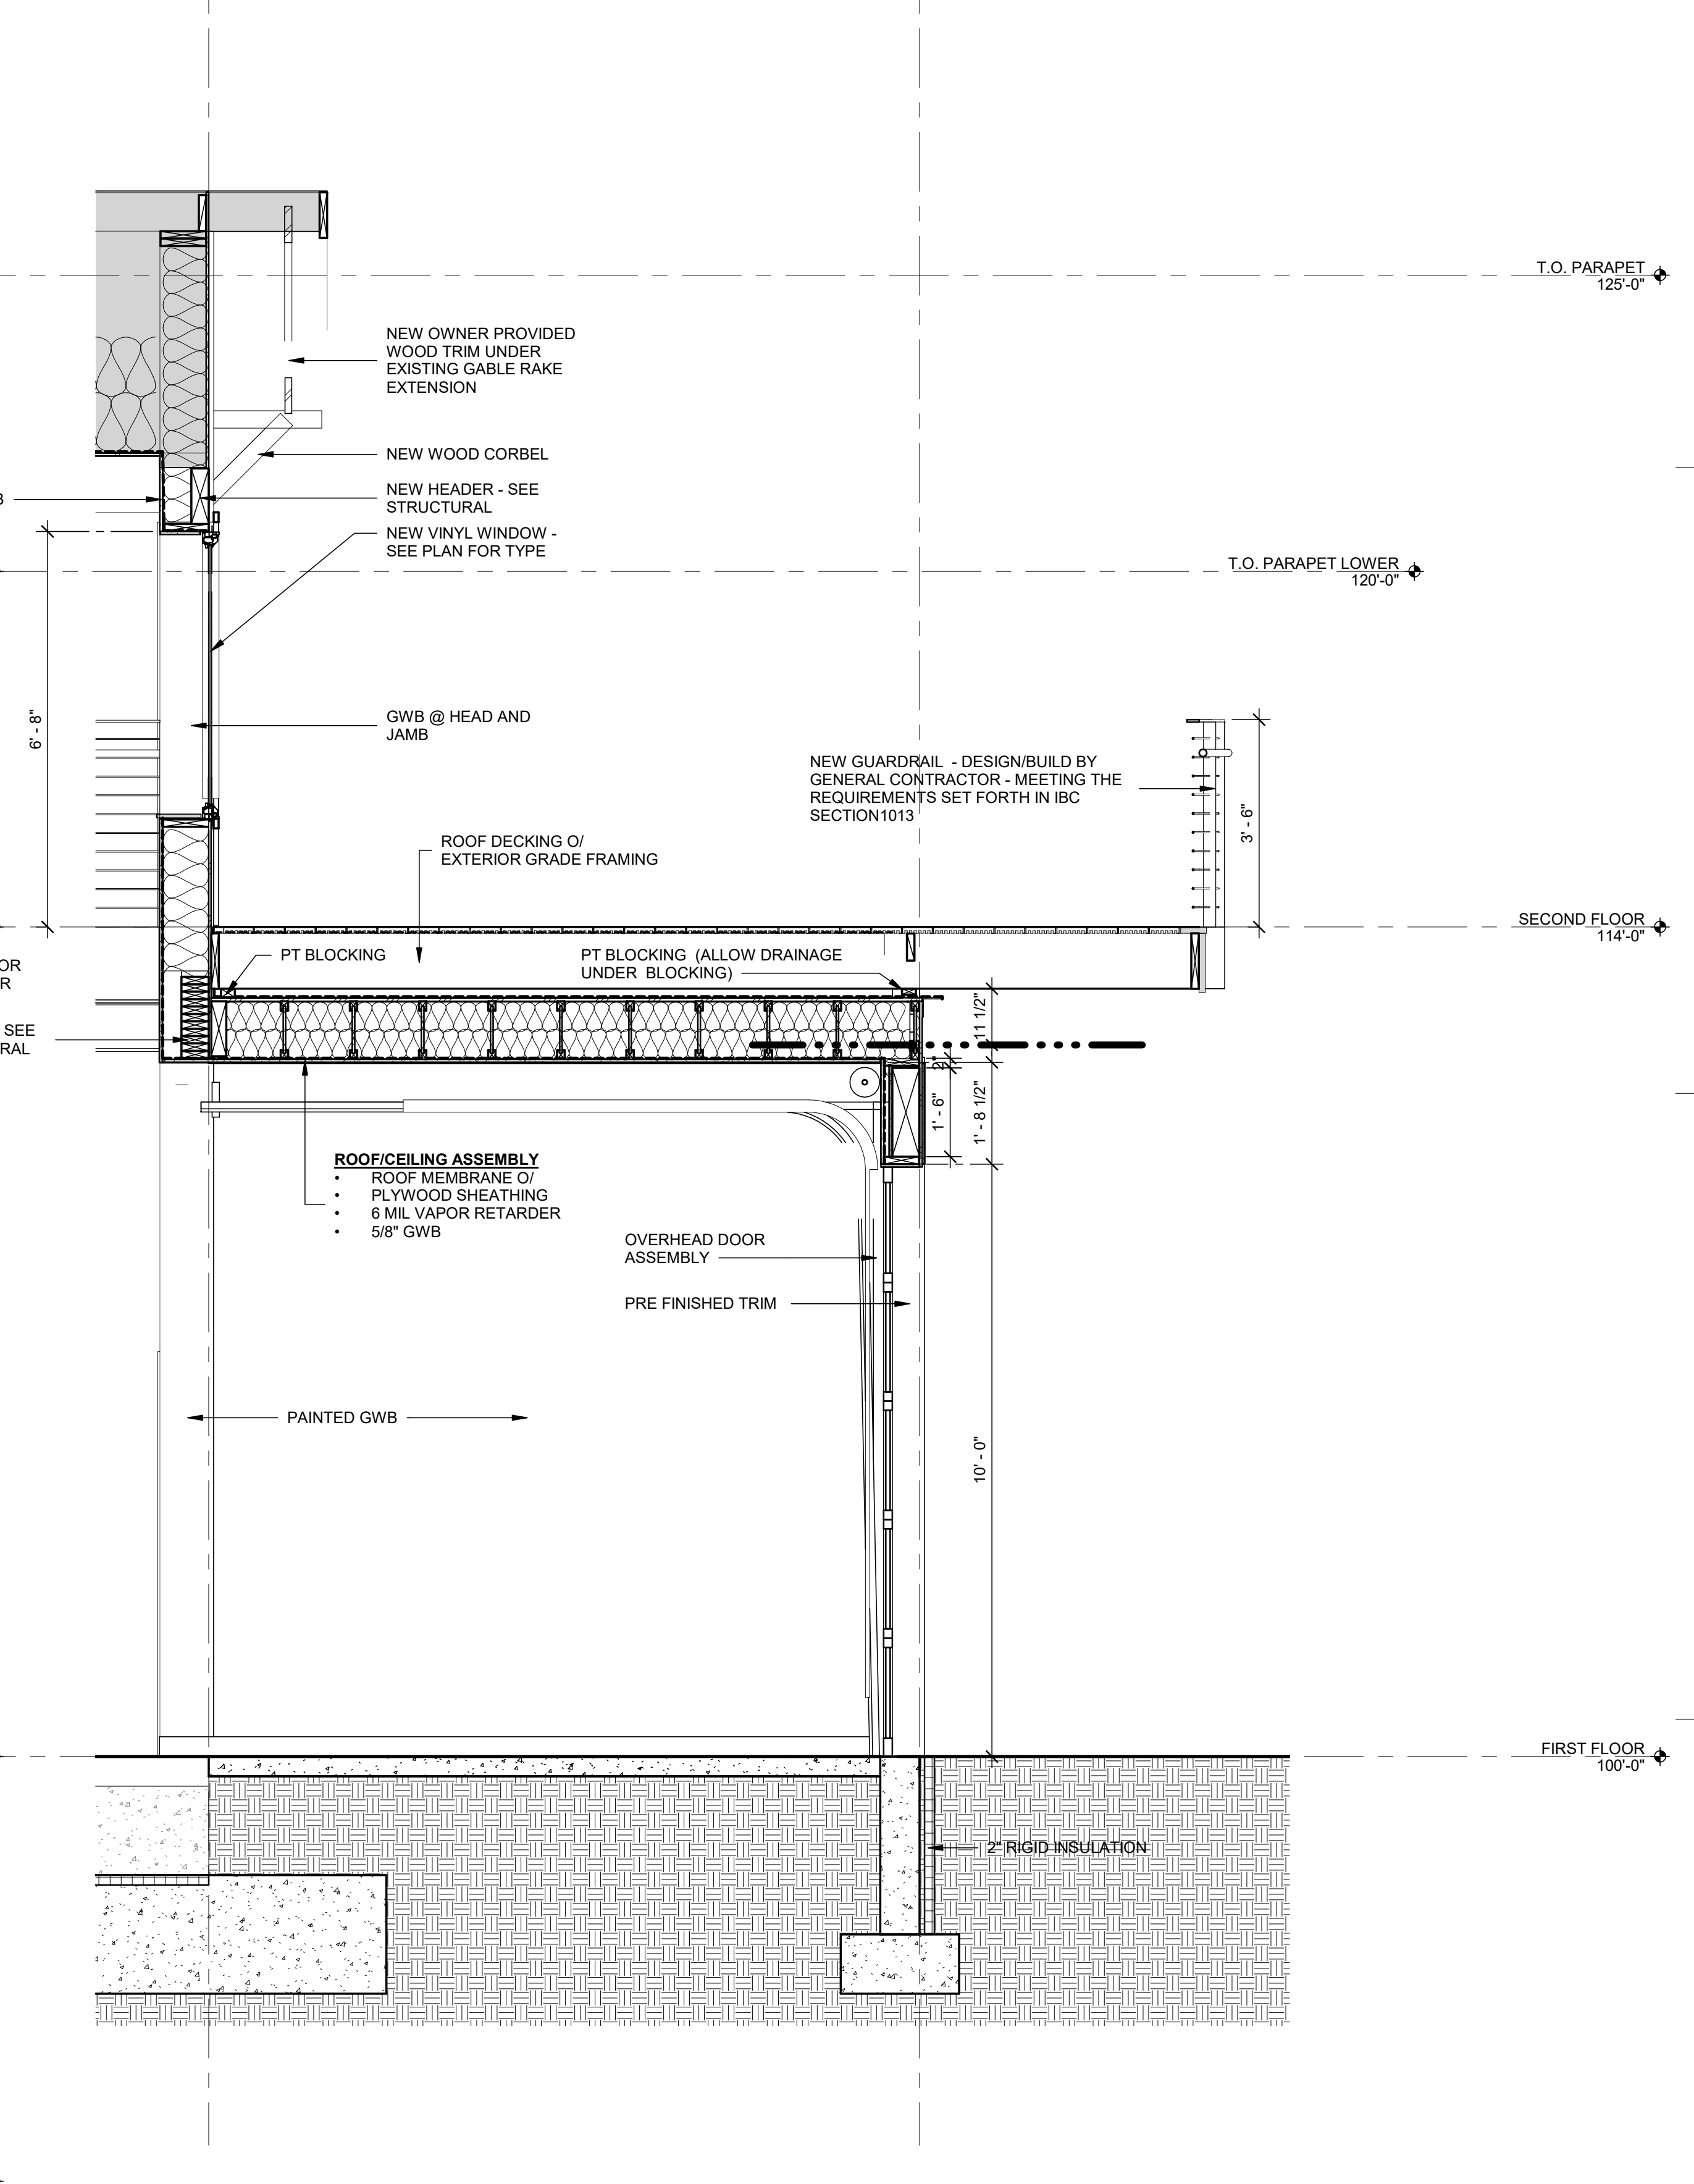 T.O. PARAPET
125'-0"
NEW OWNER PROVIDED
WOOD TRIM UNDER
EXISTING GABLE RAKE
EXTENSION
NEW WOOD CORBEL
NEW HEADER - SEE
STRUCTURAL
NEW VINYL WINDOW -
SEE PLAN FOR TYPE
T.O. PARAPET LOWER
120'-0"
6' - 8"
GWB @ HEAD AND
JAMB
NEW GUARDRAIL - DESIGN/BUILD BY
GENERAL CONTRACTOR - MEETING THE
REQUIREMENTS SET FORTH IN IBC
SECTION1013
3' - 6"
ROOF DECKING O/
EXTERIOR GRADE FRAMING
SECOND FLOOR
114'-0"
PT BLOCKING
PT BLOCKING (ALLOW DRAINAGE
UNDER BLOCKING)
OR
R
SEE
RAL
11 1/2"
2"
1' - 6"
1' - 8 1/2"
ROOF/CEILING ASSEMBLY
• ROOF MEMBRANE O/
• PLYWOOD SHEATHING
• 6 MIL VAPOR RETARDER
• 5/8" GWB
OVERHEAD DOOR
ASSEMBLY
PRE FINISHED TRIM
PAINTED GWB
10' - 0"
FIRST FLOOR
100'-0"
2" RIGID INSULATION